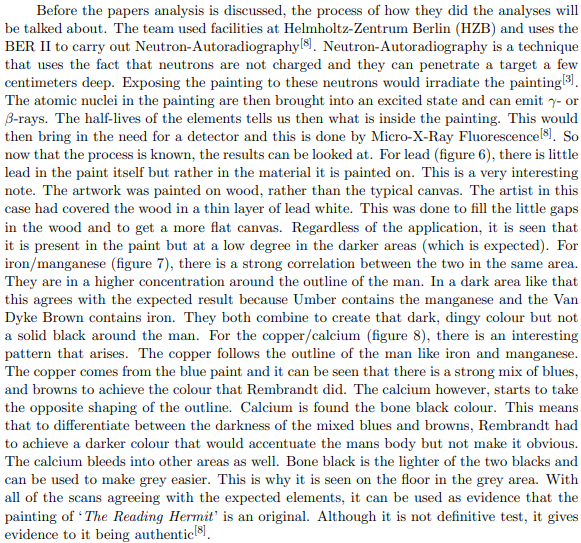 Before the papers analysis is discussed, the process of how they did the analyses will
be talked about. The team used facilities at Helmholtz-Zentrum Berlin (HZB) and uses the
BER II to carry out Neutron-Autoradiography[8]. Neutron-Autoradiography is a technique
that uses the fact that neutrons are not charged and they can penetrate a target a few
centimeters deep. Exposing the painting to these neutrons would irradiate the painting[3].
The atomic nuclei in the painting are then brought into an excited state and can emit γ- or
β-rays. The half-lives of the elements tells us then what is inside the painting. This would
then bring in the need for a detector and this is done by Micro-X-Ray Fluorescence[8]. So
now that the process is known, the results can be looked at. For lead (figure 6), there is little
lead in the paint itself but rather in the material it is painted on. This is a very interesting
note. The artwork was painted on wood, rather than the typical canvas. The artist in this
case had covered the wood in a thin layer of lead white. This was done to fill the little gaps
in the wood and to get a more flat canvas. Regardless of the application, it is seen that
it is present in the paint but at a low degree in the darker areas (which is expected). For
iron/manganese (figure 7), there is a strong correlation between the two in the same area.
They are in a higher concentration around the outline of the man. In a dark area like that
this agrees with the expected result because Umber contains the manganese and the Van
Dyke Brown contains iron. They both combine to create that dark, dingy colour but not
a solid black around the man. For the copper/calcium (figure 8), there is an interesting
pattern that arises. The copper follows the outline of the man like iron and manganese.
The copper comes from the blue paint and it can be seen that there is a strong mix of blues,
and browns to achieve the colour that Rembrandt did. The calcium however, starts to take
the opposite shaping of the outline. Calcium is found the bone black colour. This means
that to differentiate between the darkness of the mixed blues and browns, Rembrandt had
to achieve a darker colour that would accentuate the mans body but not make it obvious.
The calcium bleeds into other areas as well. Bone black is the lighter of the two blacks and
can be used to make grey easier. This is why it is seen on the floor in the grey area. With
all of the scans agreeing with the expected elements, it can be used as evidence that the
painting of ‘The Reading Hermit’ is an original. Although it is not definitive test, it gives
evidence to it being authentic[8].